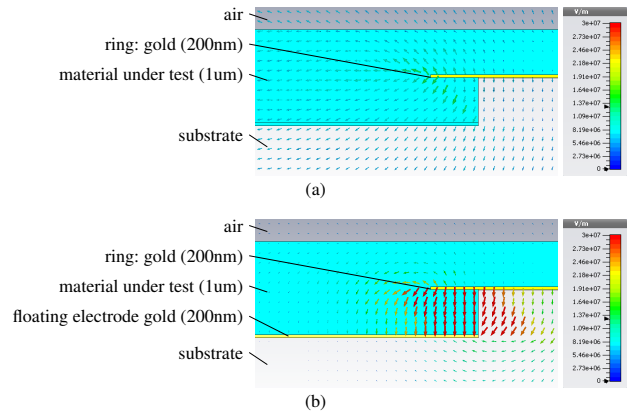 V/m
air
3e+07
ring: gold (200nm)
2.73e+07
2.46e+07
material under test (1um)
2.18e+07
1.91e+07
1.64e+07
1.37e+07
1.09e+07
substrate
8.19e+06
5.46e+06
2.73e+06
0
(a)
V/m
air
3e+07
ring: gold (200nm)
2.73e+07
2.46e+07
material under test (1um)
2.18e+07
1.91e+07
floating electrode gold (200nm)
1.64e+07
1.37e+07
1.09e+07
substrate
8.19e+06
5.46e+06
2.73e+06
0
(b)